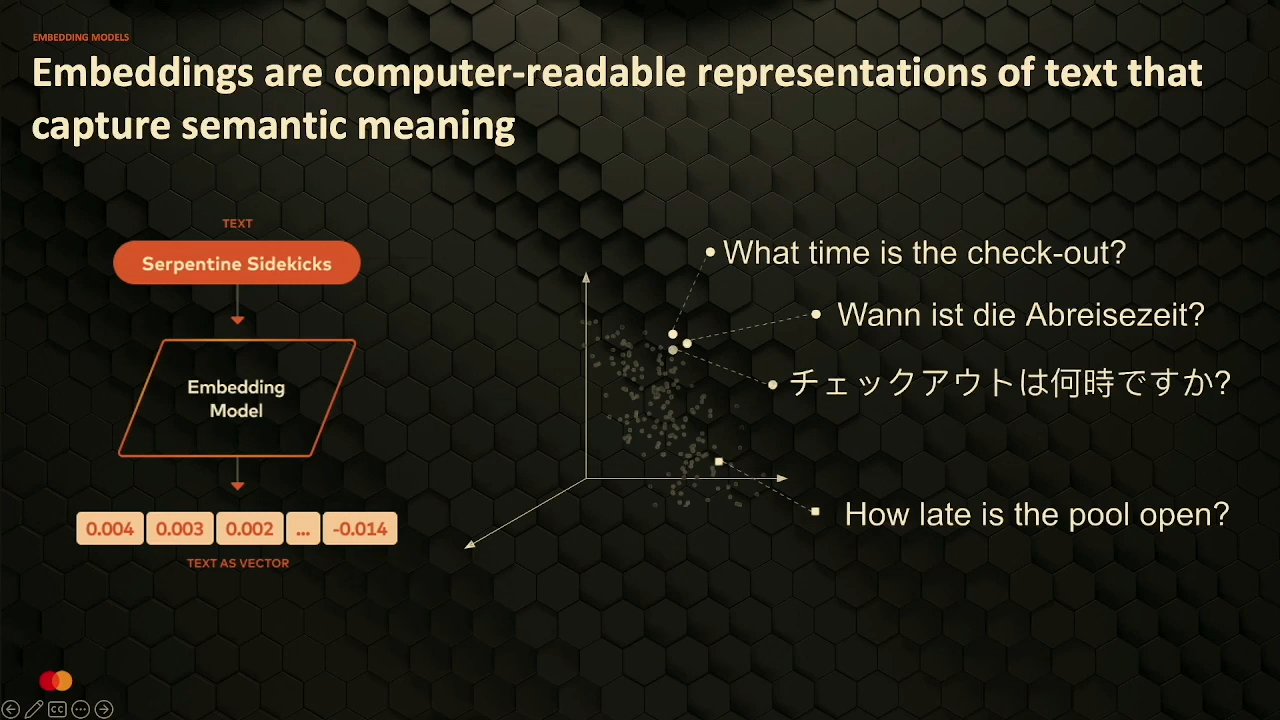 EMBEDDING MODELS
Embeddings are computer-readable representations of text that
capture semantic meaning
TEXT
Serpentine Sidekicks
Embedding
Model
0.004 0.003 0.002 ... -0.014
TEXT AS VECTOR
What time is the check-out?
Wann ist die Abreisezeit?
チェックアウトは何時ですか?
How late is the pool open?
CC